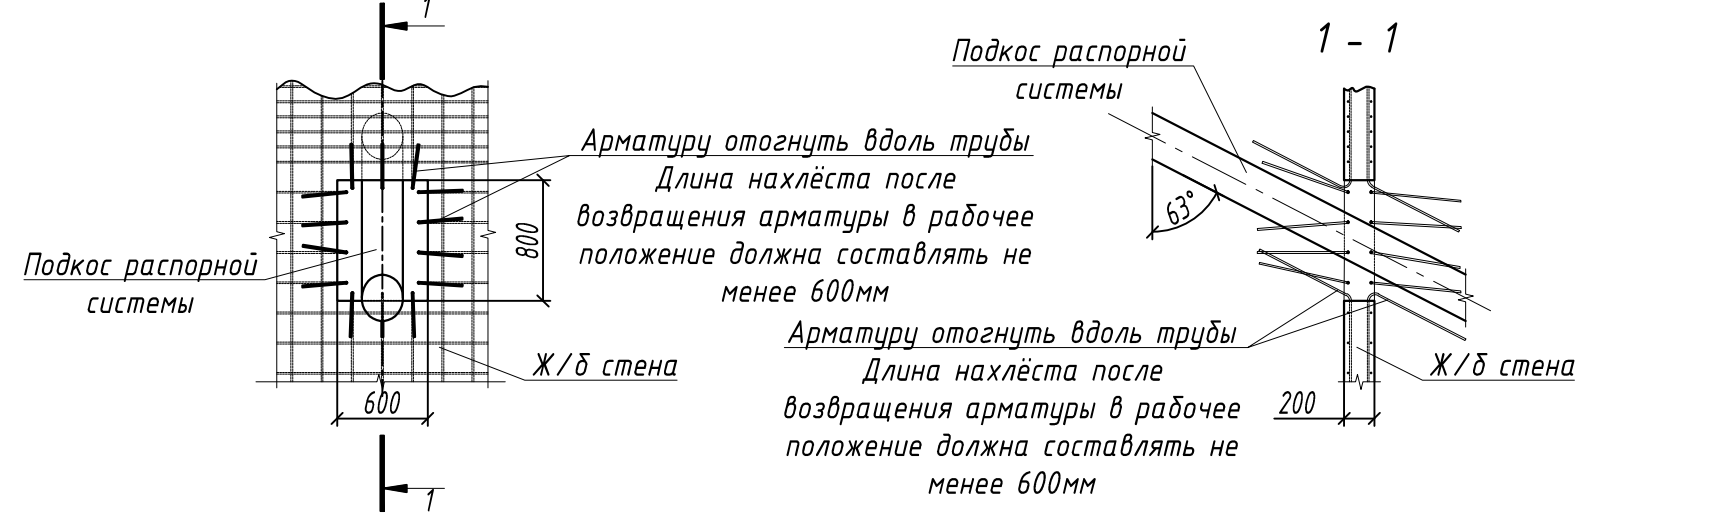 1
Подкос распорной
системы
Арматуру отогнуть вдоль трубы
Длина нахлёста после
возвращения арматуры в рабочее
положение должна составлять не
менее 600мм
Ж/б стена
800
600
1
1 - 1
Подкос распорной
системы
63°
Арматуру отогнуть вдоль трубы
Длина нахлёста после
возвращения арматуры в рабочее
положение должна составлять не
менее 600мм
Ж/б стена
200